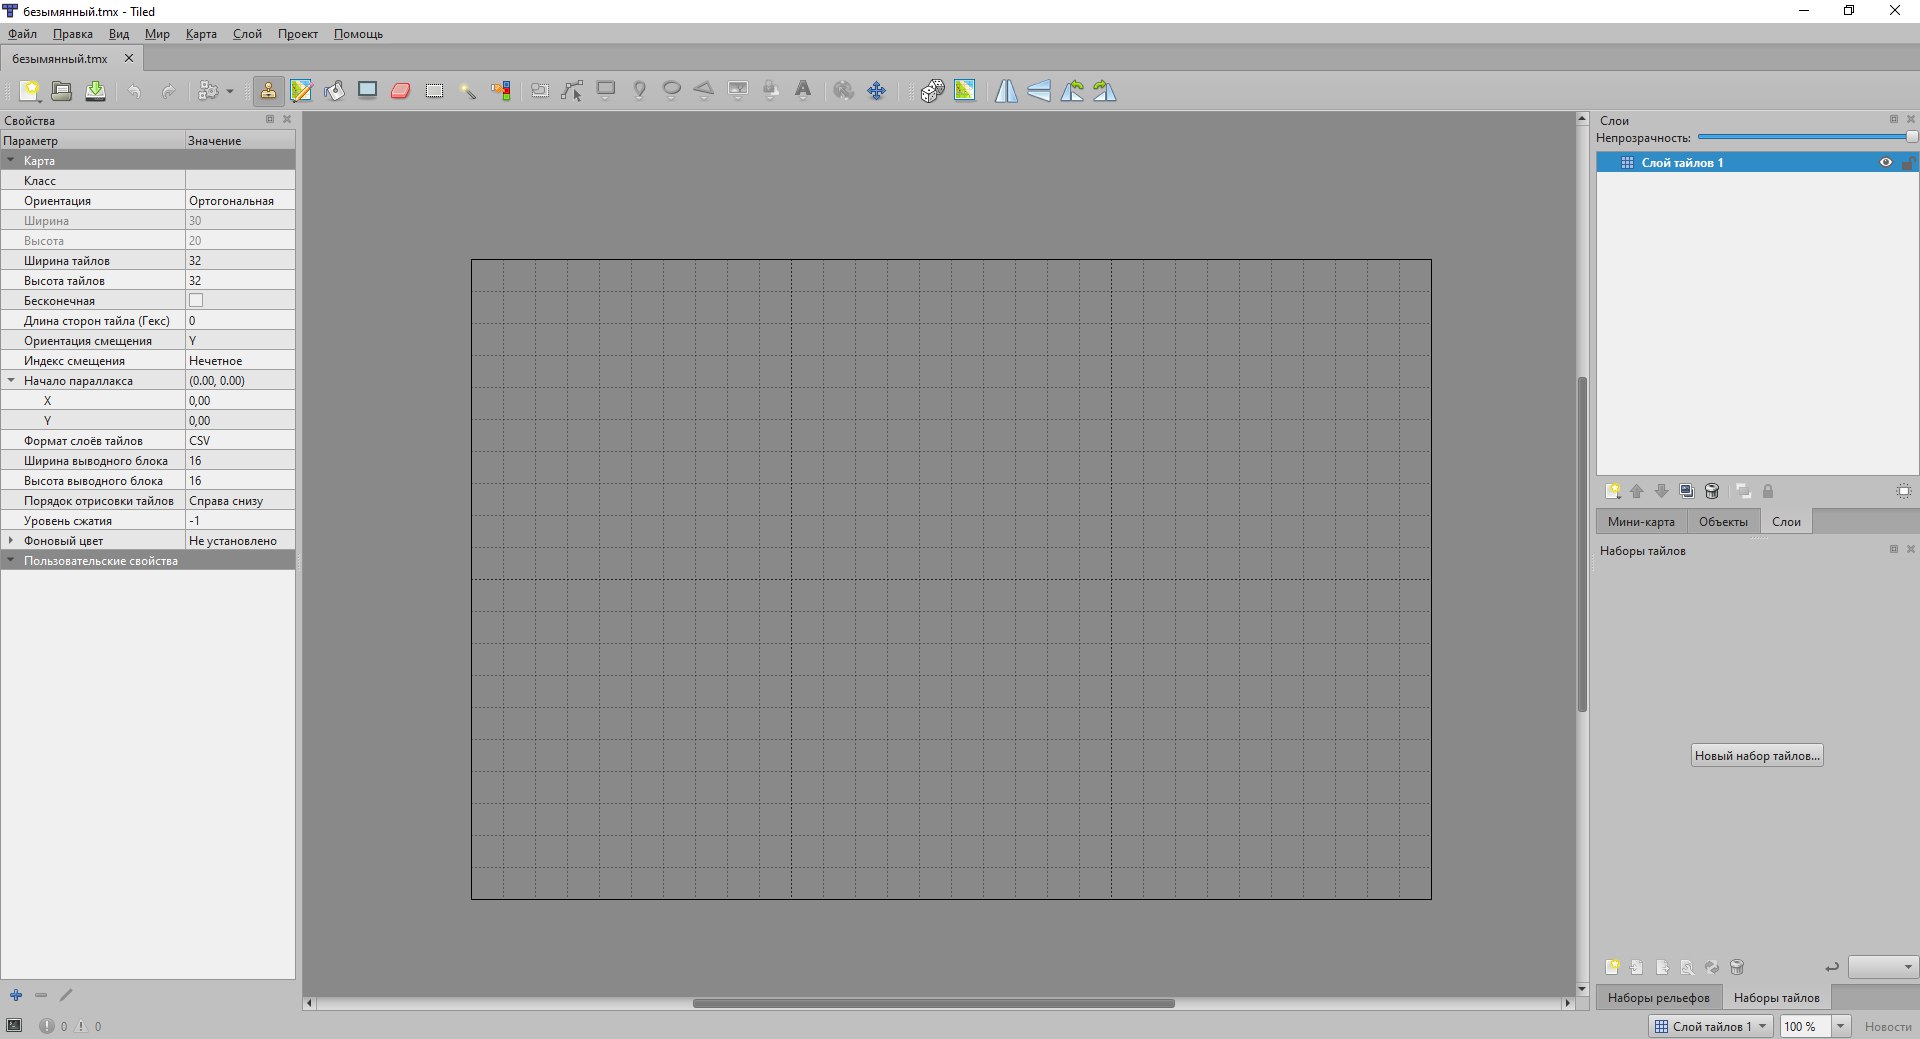 безымянный.tmx - Tiled
Файл Правка Вид Мир Карта Слой Проект Помощь
безымянный.tmx
Свойства
Параметр Значение
Карта
Класс
Ориентация Ортогональная
Ширина 30
Высота 20
Ширина тайлов 32
Высота тайлов 32
Бесконечная
Длина сторон тайла (Гекс) 0
Ориентация смещения Y
Индекс смещения Нечетное
Начало параллакса (0.00, 0.00)
X 0,00
Y 0,00
Формат слоёв тайлов CSV
Ширина выводного блока 16
Высота выводного блока 16
Порядок отрисовки тайлов Справа снизу
Уровень сжатия -1
Фоновый цвет Не установлено
Пользовательские свойства
0 0
Слои
Непрозрачность:
Слой тайлов 1
Мини-карта Объекты Слои
Наборы тайлов
Новый набор тайлов...
Наборы рельефов Наборы тайлов
Слой тайлов 1 100 % Новости